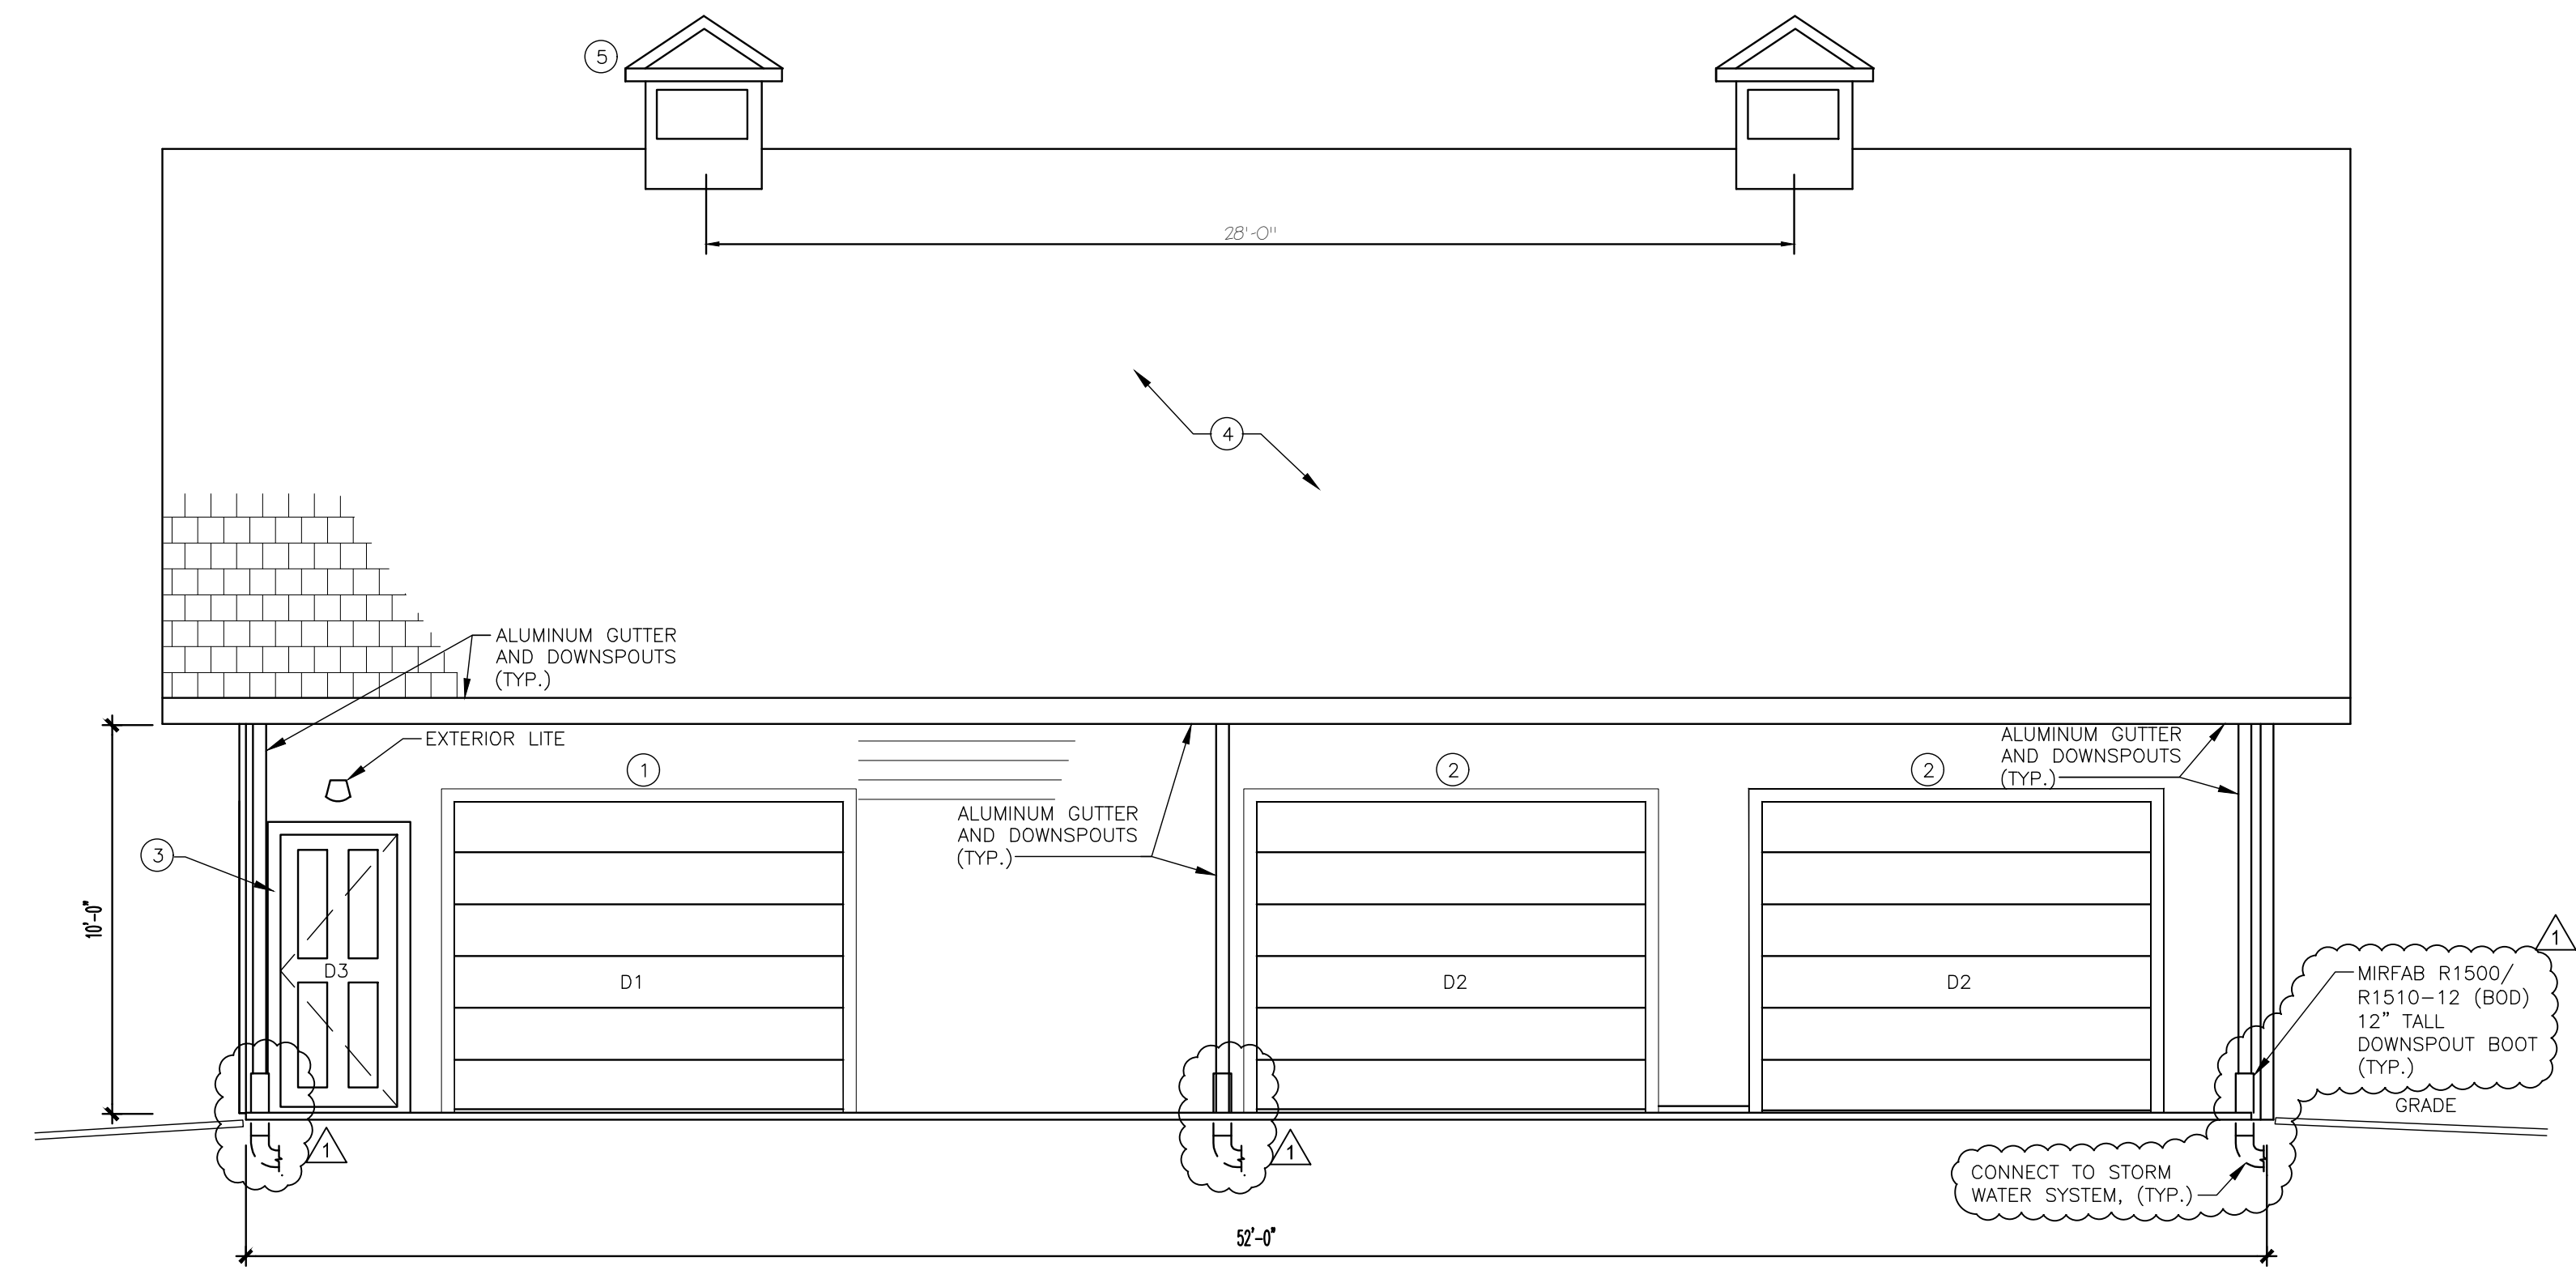 5
28'-0"
4
ALUMINUM GUTTER
AND DOWNSPOUTS
(TYP.)
EXTERIOR LITE
1
2
2
ALUMINUM GUTTER
AND DOWNSPOUTS
(TYP.)
ALUMINUM GUTTER
AND DOWNSPOUTS
(TYP.)
3
10'-0"
D3
D1
D2
D2
1
MIRFAB R1500/
R1510-12 (BOD)
12” TALL
DOWNSPOUT BOOT
(TYP.)
GRADE
1
1
CONNECT TO STORM
WATER SYSTEM, (TYP.)
52'-0"